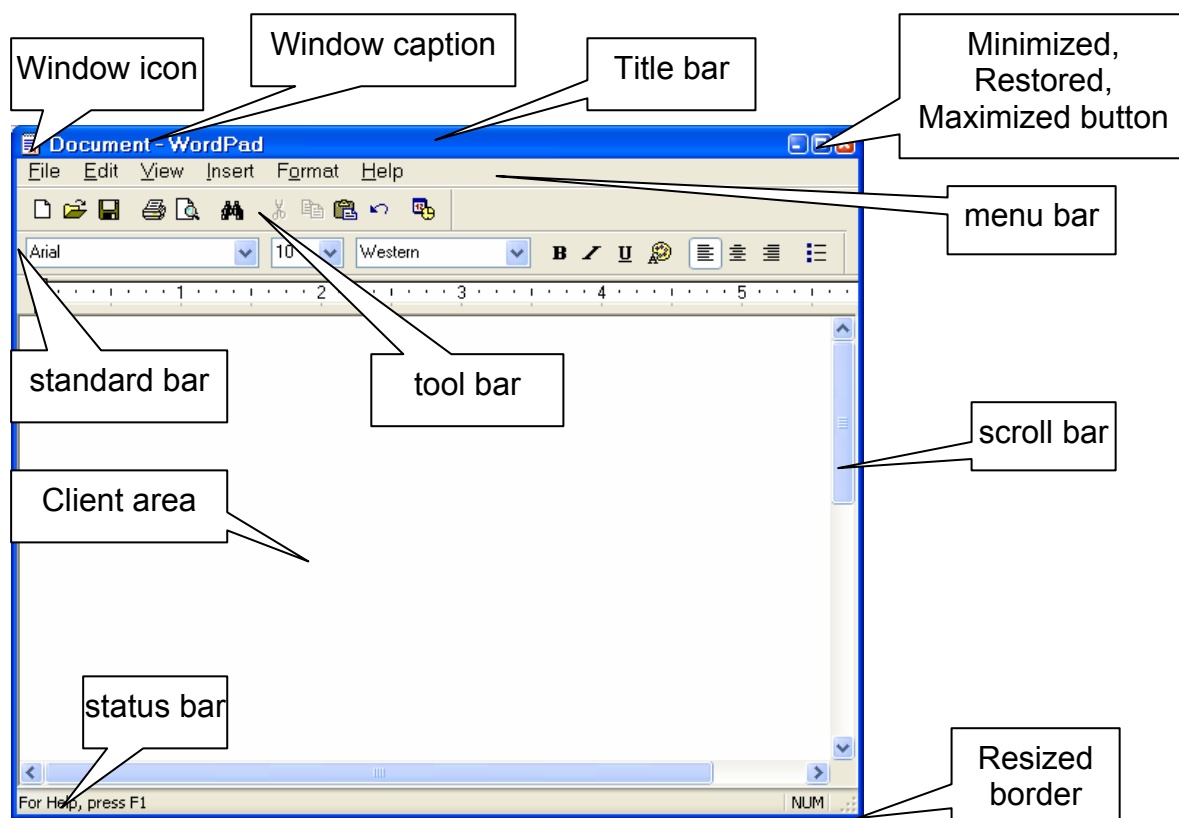 Window icon
Window caption
Title bar
Minimized,
Restored,
Maximized button
Document - WordPad
File Edit View Insert Format Help
menu bar
Arial 10 Western B U
1 2 3 4 5
standard bar
tool bar
scroll bar
Client area
status bar
Resized
border
For Help, press F1 NUM